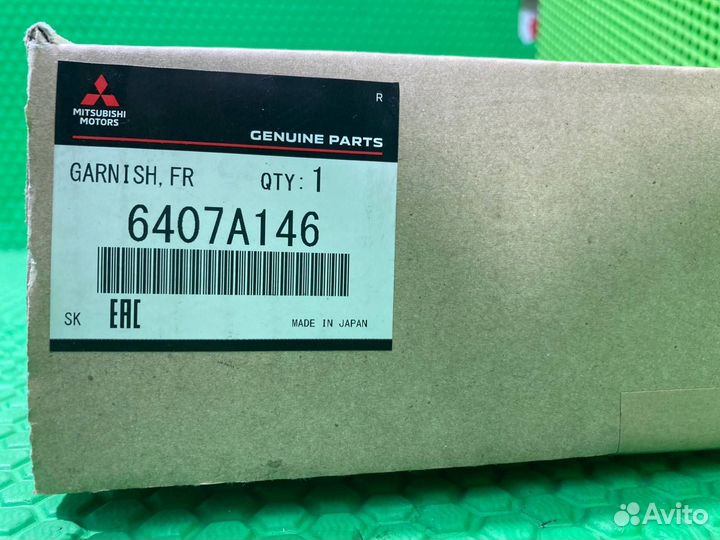 MITSUBISHI
MOTORS
R
GENUINE PARTS
GARNISH, FR QTY: 1
6407A146
SK EAC MADE IN JAPAN
Avito